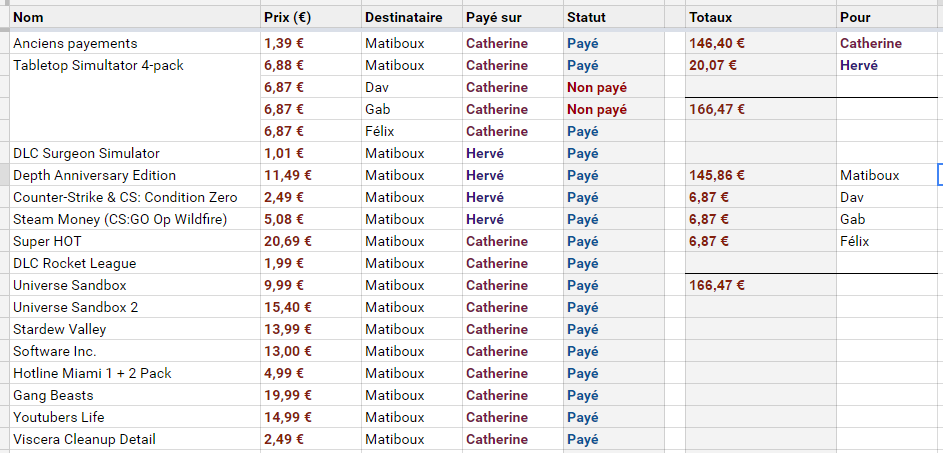 Nom Prix (€) Destinataire Payé sur Statut Totaux Pour
Anciens payements 1,39 € Matiboux Catherine Payé 146,40 € Catherine
Tabletop Simultator 4-pack 6,88 € Matiboux Catherine Payé 20,07 € Hervé
6,87 € Dav Catherine Non payé
6,87 € Gab Catherine Non payé 166,47 €
6,87 € Félix Catherine Payé
DLC Surgeon Simulator 1,01 € Matiboux Hervé Payé
Depth Anniversary Edition 11,49 € Matiboux Hervé Payé 145,86 € Matiboux
Counter-Strike & CS: Condition Zero 2,49 € Matiboux Hervé Payé 6,87 € Dav
Steam Money (CS:GO Op Wildfire) 5,08 € Matiboux Hervé Payé 6,87 € Gab
Super HOT 20,69 € Matiboux Catherine Payé 6,87 € Félix
DLC Rocket League 1,99 € Matiboux Catherine Payé
Universe Sandbox 9,99 € Matiboux Catherine Payé 166,47 €
Universe Sandbox 2 15,40 € Matiboux Catherine Payé
Stardew Valley 13,99 € Matiboux Catherine Payé
Software Inc. 13,00 € Matiboux Catherine Payé
Hotline Miami 1 + 2 Pack 4,99 € Matiboux Catherine Payé
Gang Beasts 19,99 € Matiboux Catherine Payé
Youtubers Life 14,99 € Matiboux Catherine Payé
Viscera Cleanup Detail 2,49 € Matiboux Catherine Payé